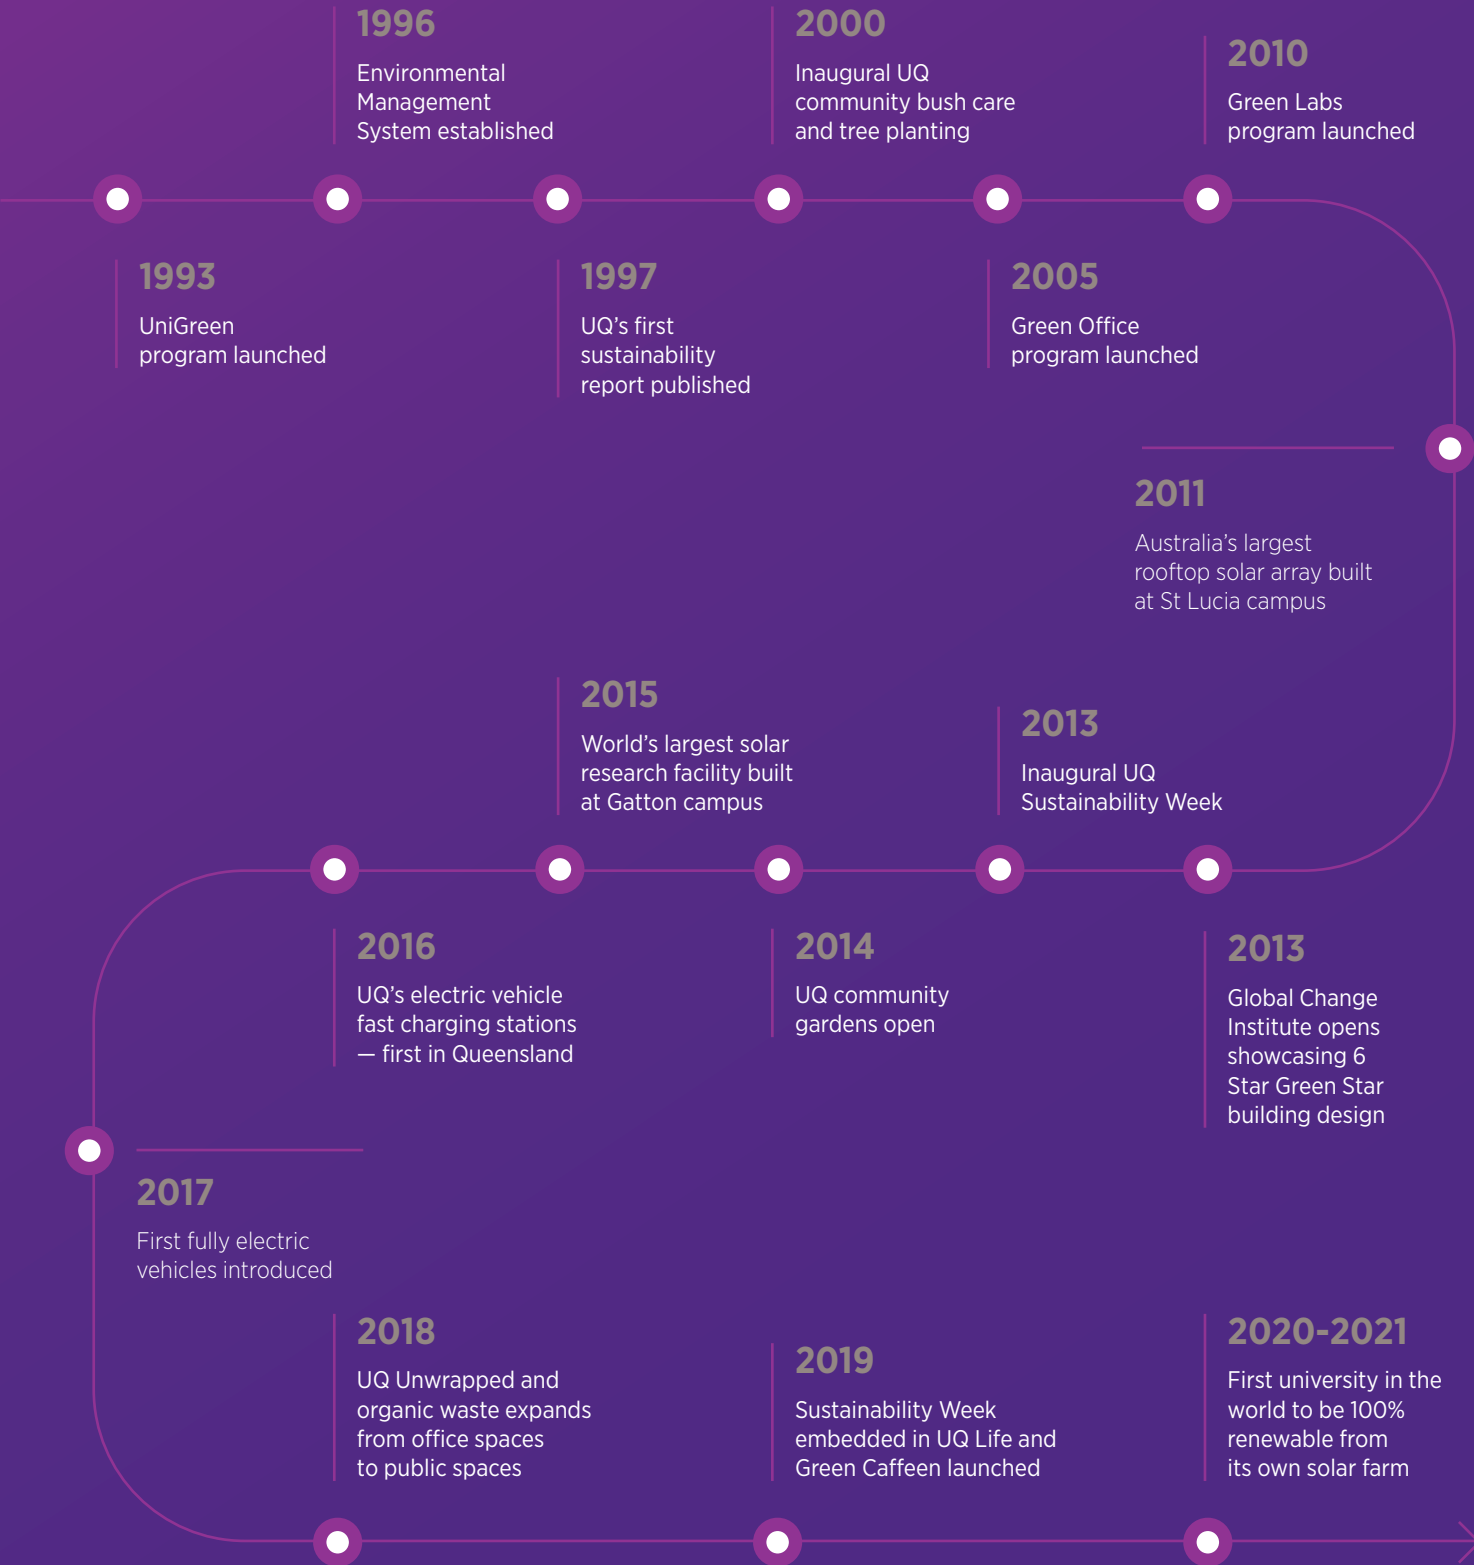 1993
UniGreen
program launched
1996
Environmental
Management
System established
1997
UQ’s first
sustainability
report published
2000
Inaugural UQ
community bush care
and tree planting
2005
Green Office
program launched
2010
Green Labs
program launched
2011
Australia’s largest
rooftop solar array built
at St Lucia campus
2013
Global Change
Institute opens
showcasing 6
Star Green Star
building design
2013
Inaugural UQ
Sustainability Week
2014
UQ community
gardens open
2015
World’s largest solar
research facility built
at Gatton campus
2016
UQ’s electric vehicle
fast charging stations
— first in Queensland
2017
First fully electric
vehicles introduced
2018
UQ Unwrapped and
organic waste expands
from office spaces
to public spaces
2019
Sustainability Week
embedded in UQ Life and
Green Caffeen launched
2020-2021
First university in the
world to be 100%
renewable from
its own solar farm